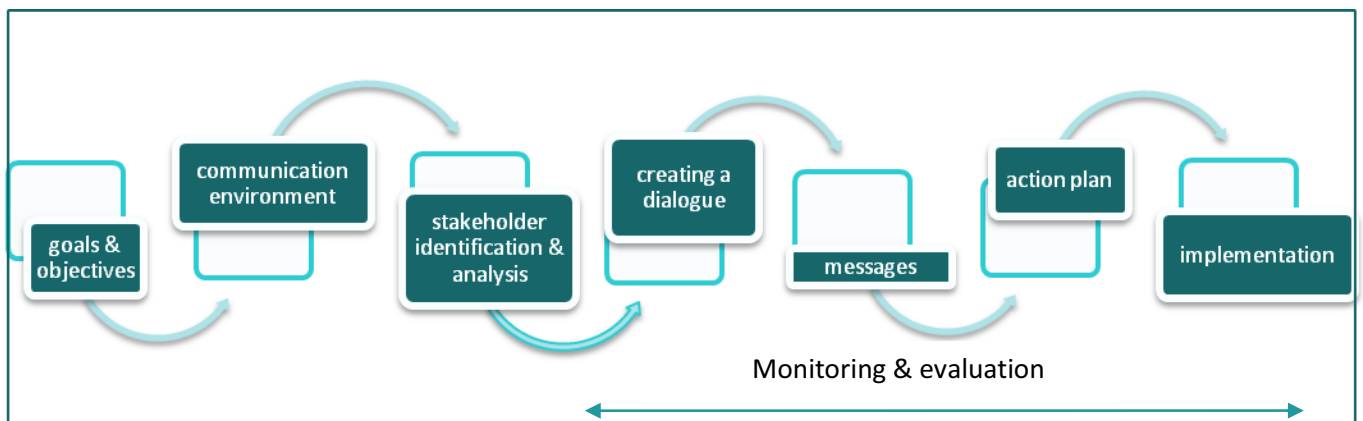 goals &
objectives
communication
environment
stakeholder
identification &
analysis
creating a
dialogue
messages
action plan
implementation
Monitoring & evaluation